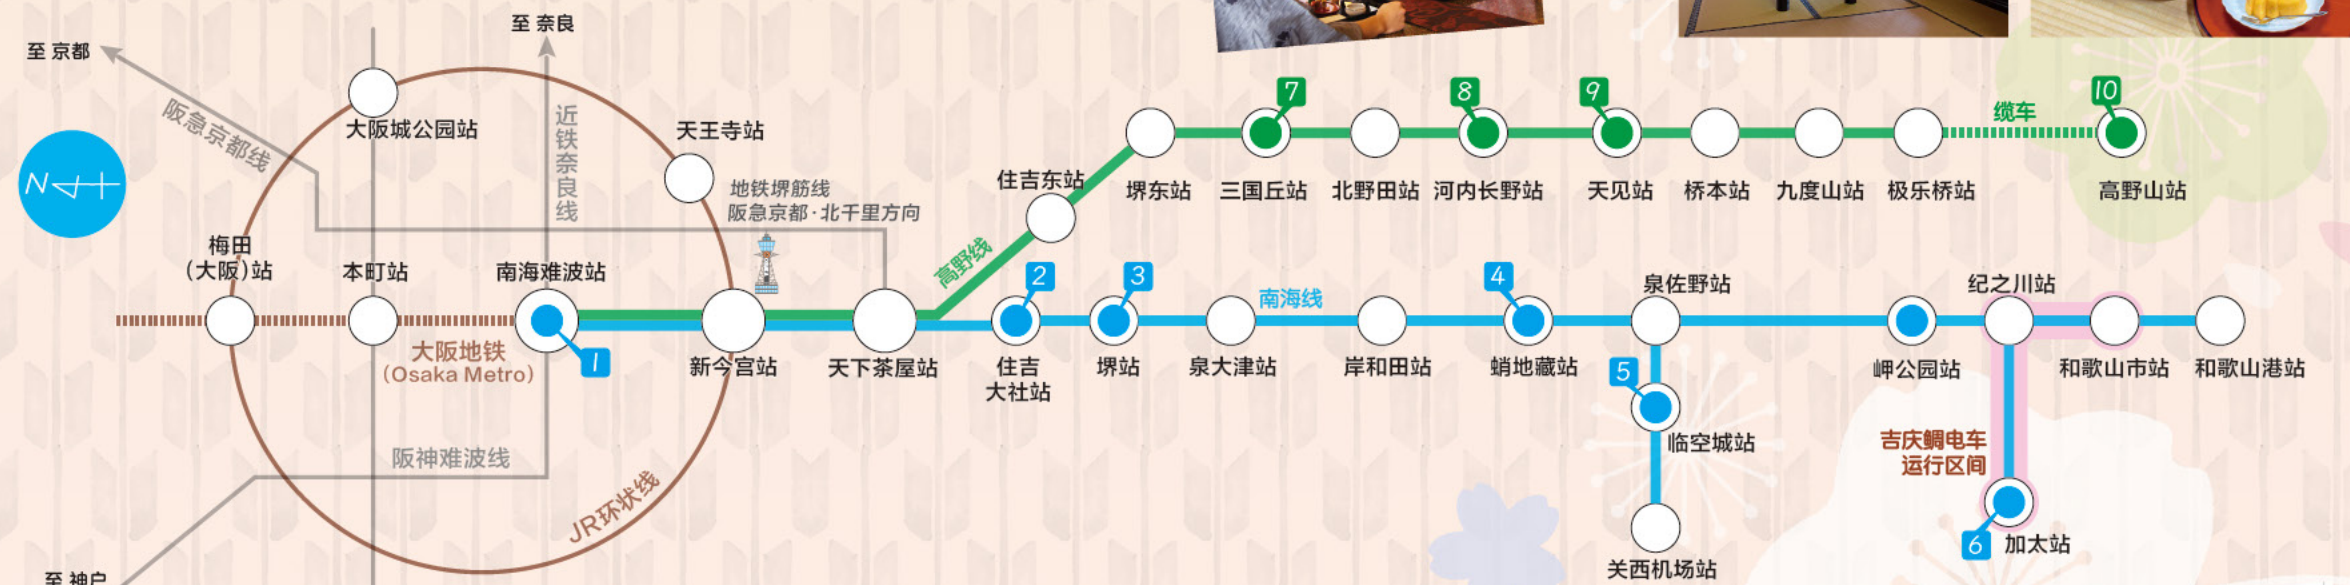 至 奈良
至 京都
阪急京都线
大阪城公园站
近铁奈良线
天王寺站
地铁堺筋线
阪急京都·北千里方向
N
梅田
（大阪）站
本町站
南海难波站
大阪地铁
（Osaka Metro）
1
新今宫站
天下茶屋站
阪神难波线
JR环状线
至 神户
高野线
住吉东站
堺东站
7
三国丘站
北野田站
8
河内长野站
9
天见站
桥本站
九度山站
极乐桥站
缆车
10
高野山站
2
住吉
大社站
3
堺站
泉大津站
南海线
岸和田站
4
蛸地藏站
泉佐野站
5
临空城站
关西机场站
岬公园站
纪之川站
和歌山市站
和歌山港站
吉庆鲷电车
运行区间
6
加太站